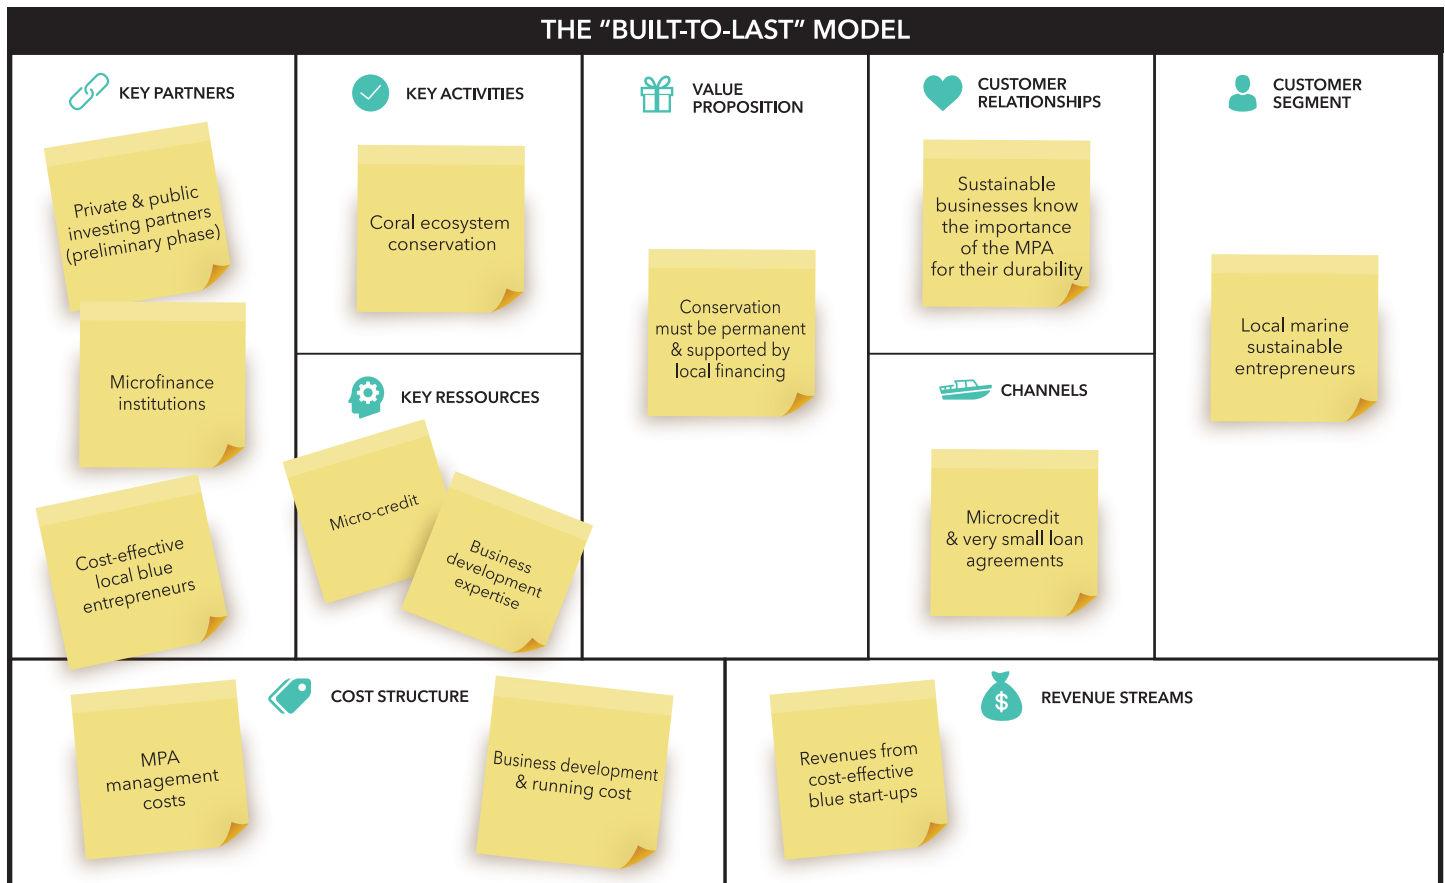 THE “BUILT-TO-LAST” MODEL
KEY PARTNERS
Private & public
investing partners
(preliminary phase)
Microfinance
institutions
Cost-effective
local blue
entrepreneurs
KEY ACTIVITIES
Coral ecosystem
conservation
KEY RESSOURCES
Micro-credit
Business
development
expertise
VALUE
PROPOSITION
Conservation
must be permanent
& supported by
local financing
CUSTOMER
RELATIONSHIPS
Sustainable
businesses know
the importance
of the MPA
for their durability
CHANNELS
Microcredit
& very small loan
agreements
CUSTOMER
SEGMENT
Local marine
sustainable
entrepreneurs
COST STRUCTURE
MPA
management
costs
Business development
& running cost
$
REVENUE STREAMS
Revenues from
cost-effective
blue start-ups